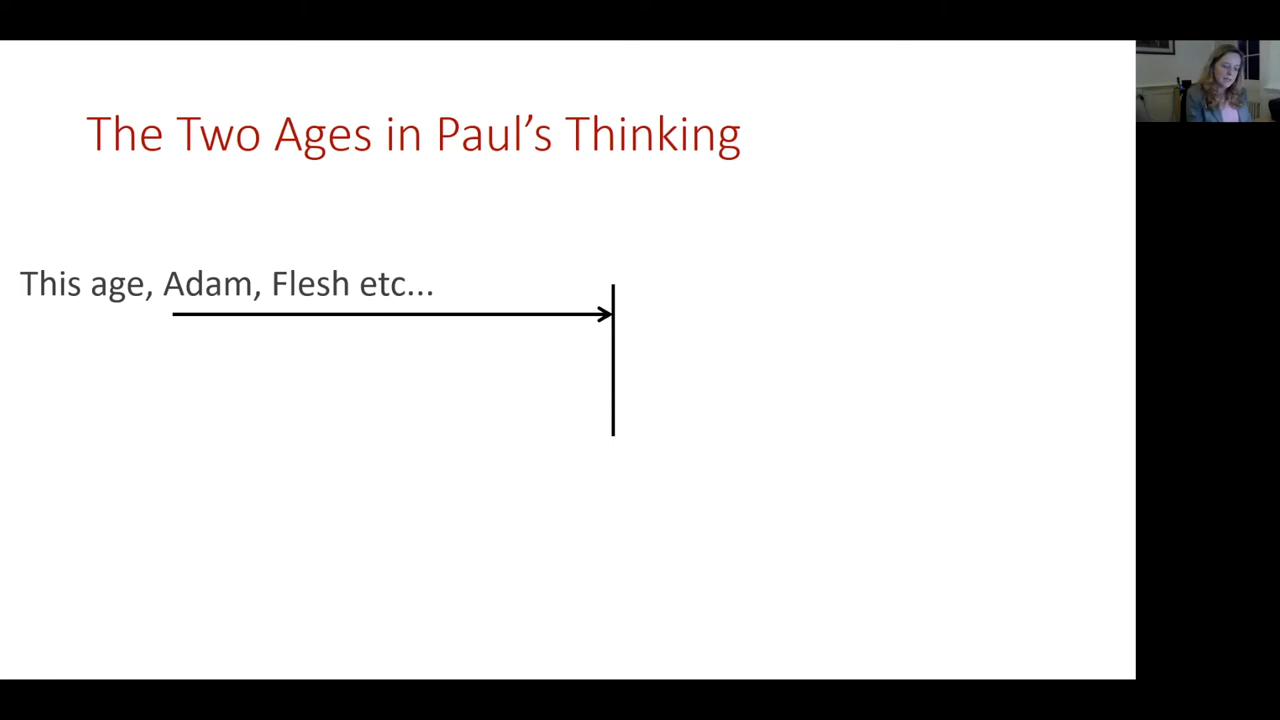 The Two Ages in Paul’s Thinking
This age, Adam, Flesh etc...